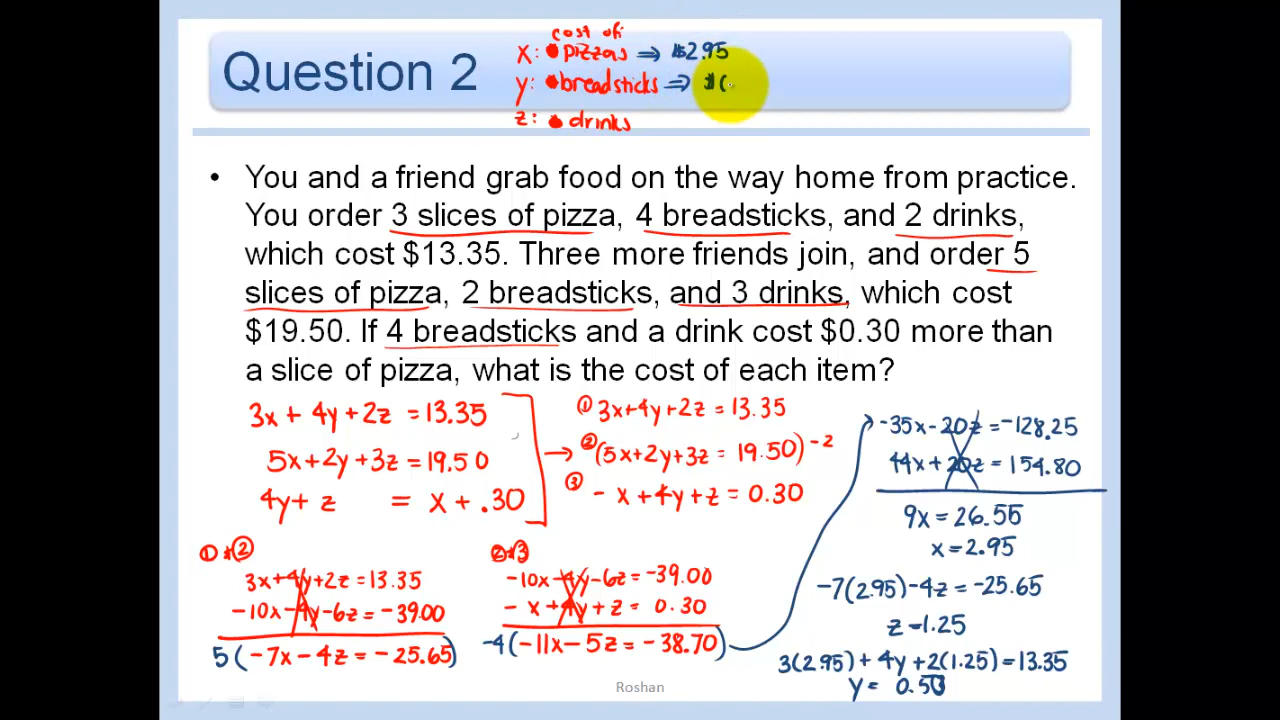 Question 2
cost of:
x: pizzas ⇒ $2.95
y: breadsticks ⇒ $(
z: drinks
• You and a friend grab food on the way home from practice.
You order 3 slices of pizza, 4 breadsticks, and 2 drinks,
which cost $13.35. Three more friends join, and order 5
slices of pizza, 2 breadsticks, and 3 drinks, which cost
$19.50. If 4 breadsticks and a drink cost $0.30 more than
a slice of pizza, what is the cost of each item?
3x + 4y + 2z = 13.35
5x + 2y + 3z = 19.50
4y + z = x + .30
① 3x + 4y + 2z = 13.35
② (5x + 2y + 3z = 19.50) -2
③ - x + 4y + z = 0.30
① + ②
3x + 4y + 2z = 13.35
-10x - 4y - 6z = -39.00
5(-7x - 4z = -25.65)
② + ③
-10x - 4y - 6z = -39.00
- x + 4y + z = 0.30
-4(-11x - 5z = -38.70)
-35x - 20z = -128.25
44x + 20z = 154.80
9x = 26.55
x = 2.95
-7(2.95) - 4z = -25.65
z = 1.25
3(2.95) + 4y + 2(1.25) = 13.35
y = 0.50
Roshan